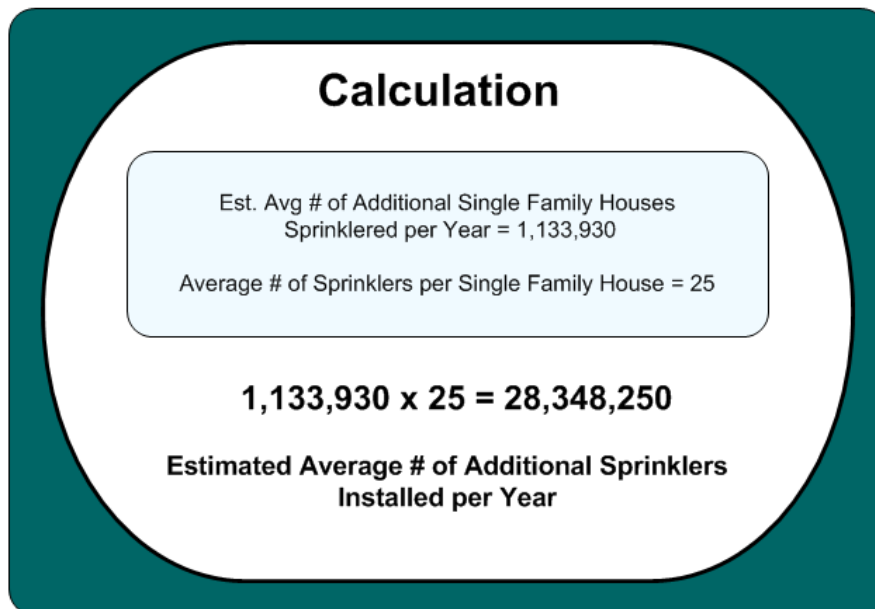 Calculation
Est. Avg # of Additional Single Family Houses
Sprinklered per Year = 1,133,930
Average # of Sprinklers per Single Family House = 25
1,133,930 x 25 = 28,348,250
Estimated Average # of Additional Sprinklers
Installed per Year